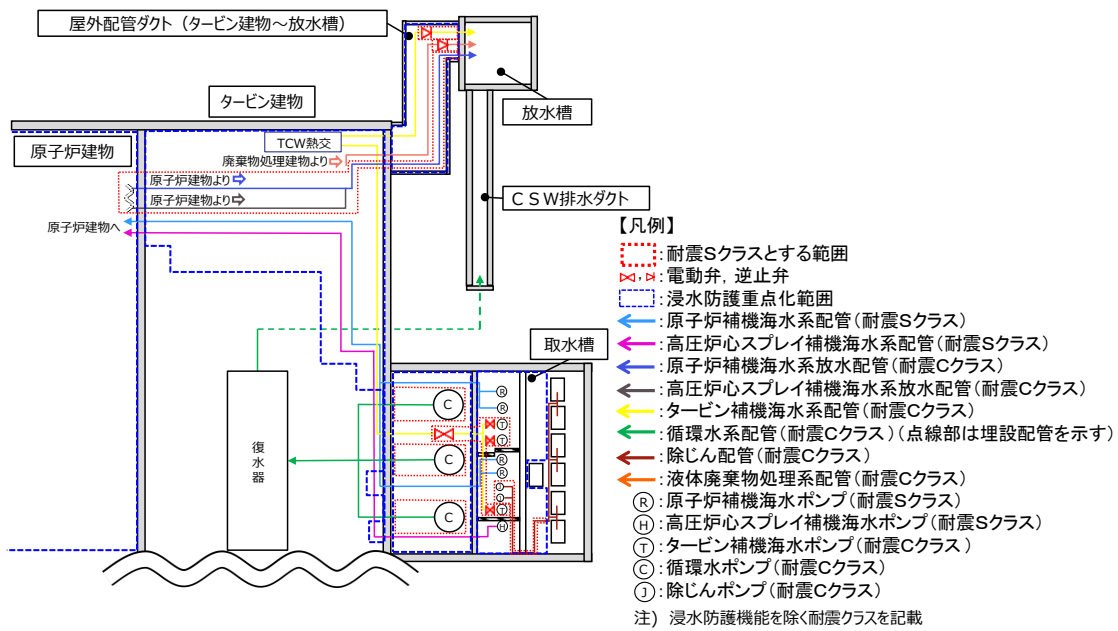 屋外配管ダクト（タービン建物～放水槽）
放水槽
タービン建物
原子炉建物
TCW熱交
廃棄物処理建物より
原子炉建物より
原子炉建物より
原子炉建物へ
ＣＳＷ排水ダクト
取水槽
復水器
C
C
C
R
R
T
T
R
R
J
J
T
H
【凡例】
：耐震Sクラスとする範囲
，：電動弁，逆止弁
：浸水防護重点化範囲
：原子炉補機海水系配管（耐震Sクラス）
：高圧炉心スプレイ補機海水系配管（耐震Sクラス）
：原子炉補機海水系放水配管（耐震Cクラス）
：高圧炉心スプレイ補機海水系放水配管（耐震Cクラス）
：タービン補機海水系配管（耐震Cクラス）
：循環水系配管（耐震Cクラス）（点線部は埋設配管を示す）
：除じん配管（耐震Cクラス）
：液体廃棄物処理系配管（耐震Cクラス）
R：原子炉補機海水ポンプ（耐震Sクラス）
H：高圧炉心スプレイ補機海水ポンプ（耐震Sクラス）
T：タービン補機海水ポンプ（耐震Cクラス）
C：循環水ポンプ（耐震Cクラス）
J：除じんポンプ（耐震Cクラス）
注） 浸水防護機能を除く耐震クラスを記載